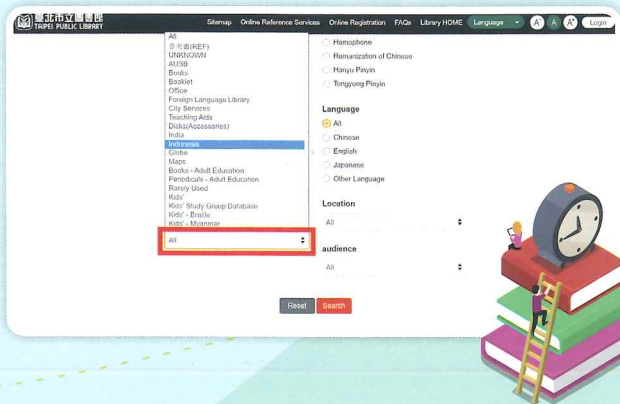 臺北市立圖書館
TAIPEI PUBLIC LIBRARY
Sitemap Online Reference Services Online Registration FAQs Library HOME Language A- A A+ Login
All
參考書(REF)
UNKNOWN
AUSB
Books
Booklet
Office
Foreign Language Library
City Services
Teaching Aids
Disks(Accessories)
India
Indonesia
Globe
Maps
Books - Adult Education
Periodicals - Adult Education
Rarely Used
Kids'
Kids' Study Group Database
Kids' - Braille
Kids' - Myanmar
All
Homophone
Romanization of Chinese
Hanyu Pinyin
Tongyong Pinyin
Language
All
Chinese
English
Japanese
Other Language
Location
All
audience
All
Reset Search